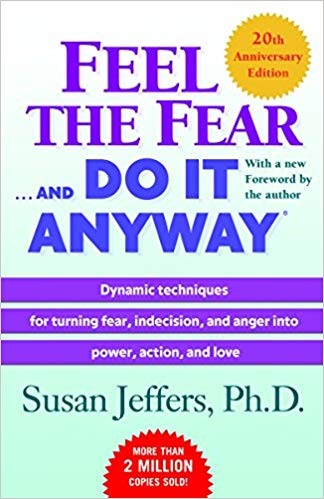 20th
Anniversary
Edition
FEEL
THE FEAR
...AND DO IT
ANYWAY®
With a new
Foreword by
the author
Dynamic techniques
for turning fear, indecision, and anger into
power, action, and love
Susan Jeffers, Ph.D.
MORE THAN
2 MILLION
COPIES SOLD!